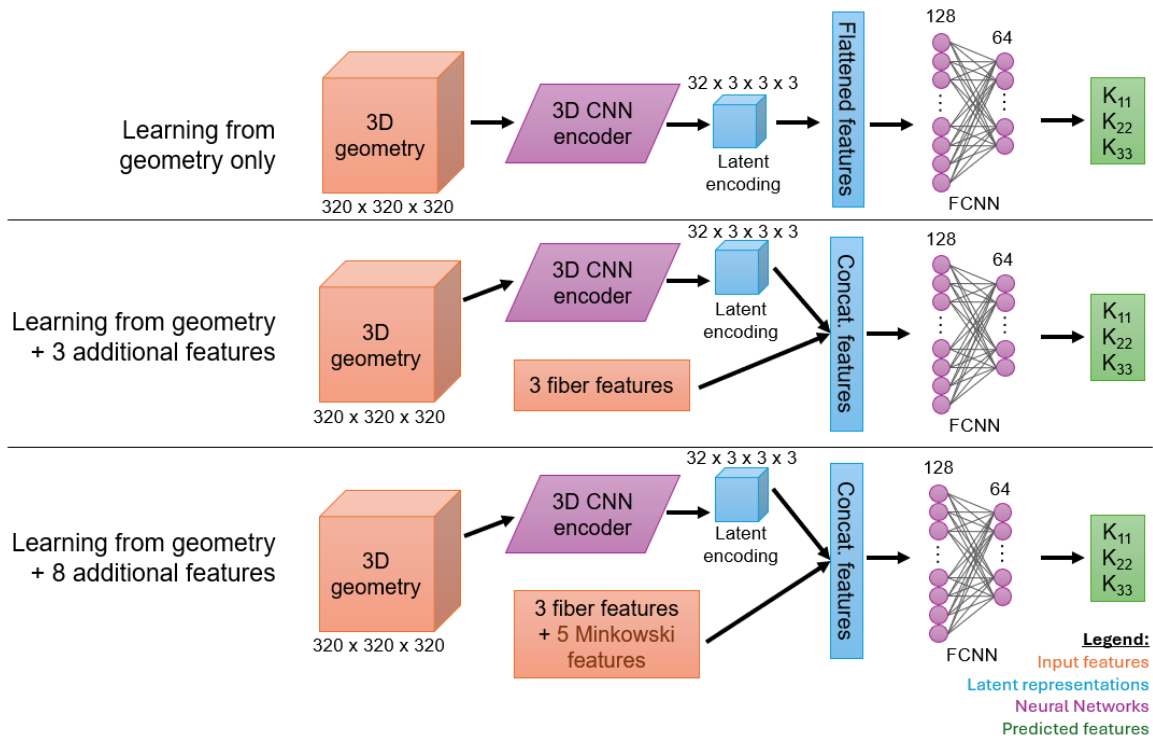 Learning from
geometry only
3D
geometry
320 x 320 x 320
3D CNN
encoder
32 x 3 x 3 x 3
Latent
encoding
Flattened features
128
64
FCNN
K11
K22
K33
Learning from geometry
+ 3 additional features
3D
geometry
320 x 320 x 320
3D CNN
encoder
3 fiber features
32 x 3 x 3 x 3
Latent
encoding
Concat. features
128
64
FCNN
K11
K22
K33
Learning from geometry
+ 8 additional features
3D
geometry
320 x 320 x 320
3D CNN
encoder
3 fiber features
+ 5 Minkowski
features
32 x 3 x 3 x 3
Latent
encoding
Concat. features
128
64
FCNN
K11
K22
K33
Legend:
Input features
Latent representations
Neural Networks
Predicted features